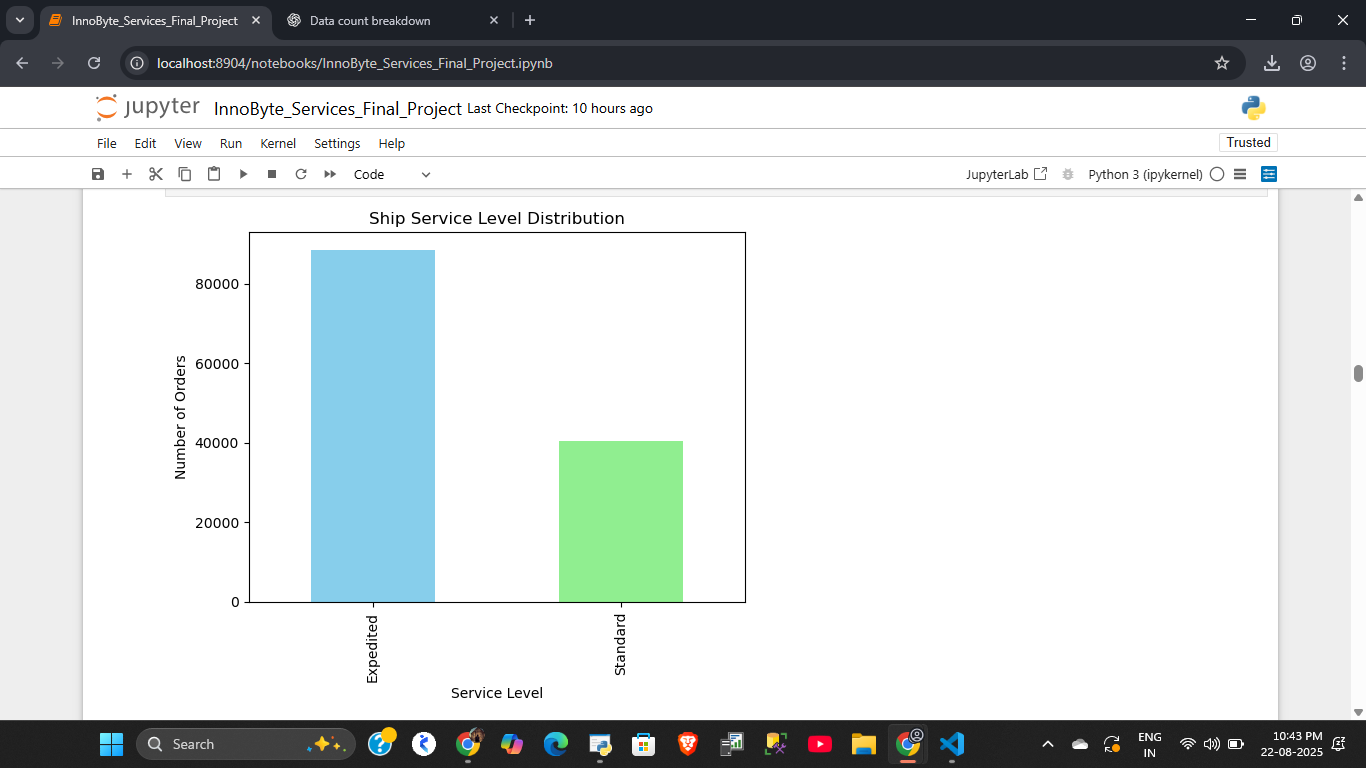 InnoByte_Services_Final_Project
Data count breakdown
localhost:8904/notebooks/InnoByte_Services_Final_Project.ipynb
jupyter InnoByte_Services_Final_Project Last Checkpoint: 10 hours ago
File Edit View Run Kernel Settings Help
Trusted
Code
JupyterLab
Python 3 (ipykernel)
Ship Service Level Distribution
Number of Orders
80000
60000
40000
20000
0
Expedited
Standard
Service Level
Search
ENG
IN
10:43 PM
22-08-2025